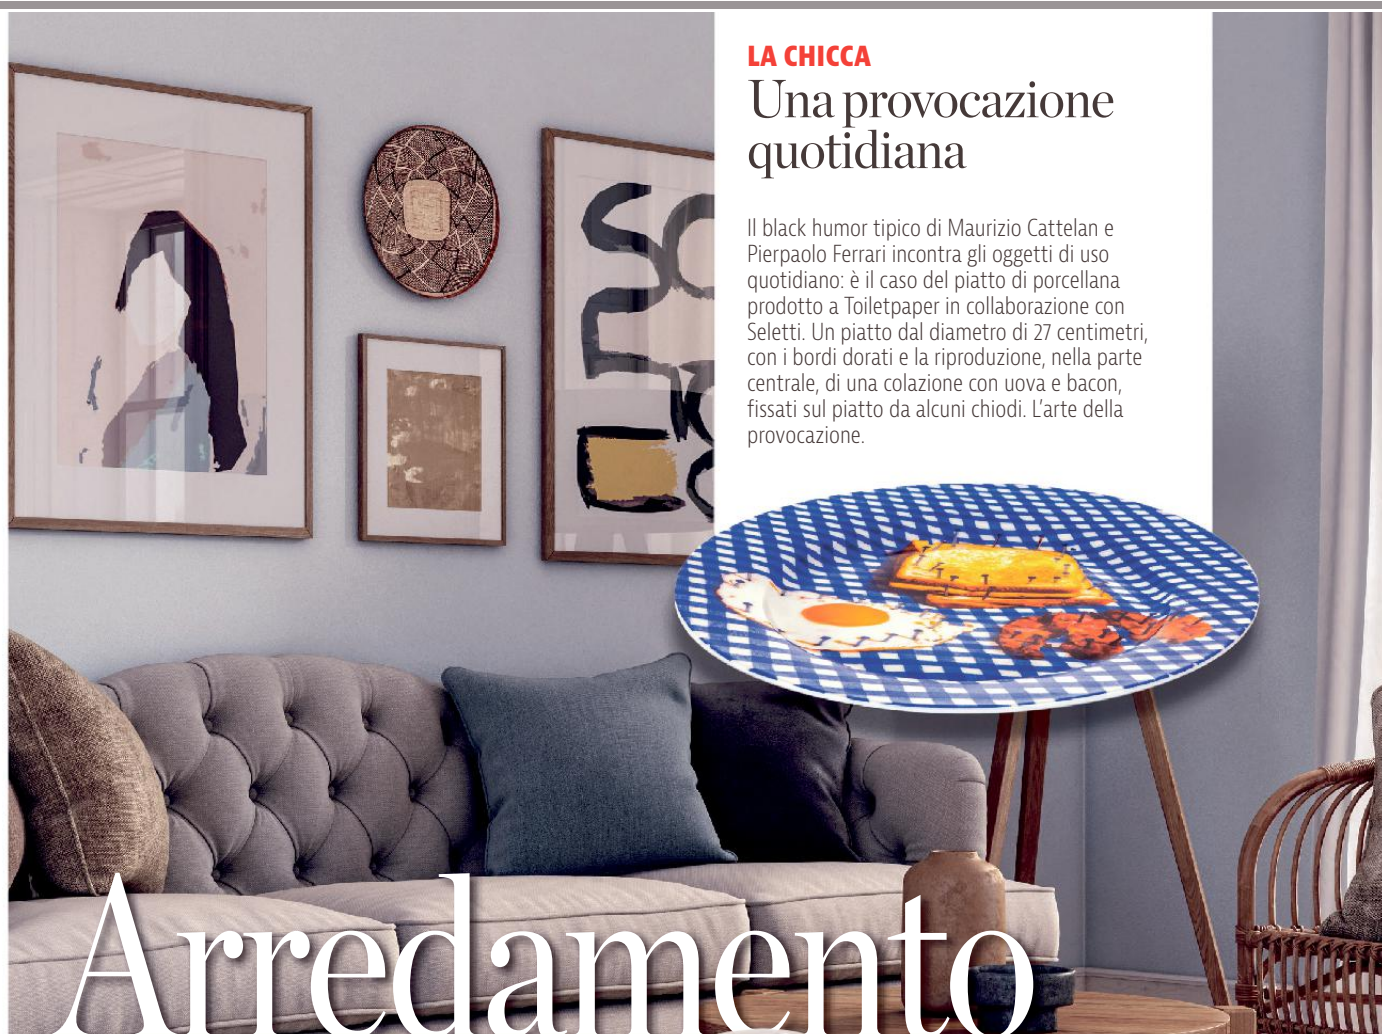 LA CHICCA
Una provocazione
quotidiana
Il black humor tipico di Maurizio Cattelan e
Pierpaolo Ferrari incontra gli oggetti di uso
quotidiano: è il caso del piatto di porcellana
prodotto a Toiletpaper in collaborazione con
Seletti. Un piatto dal diametro di 27 centimetri,
con i bordi dorati e la riproduzione, nella parte
centrale, di una colazione con uova e bacon,
fissati sul piatto da alcuni chiodi. L’arte della
provocazione.
Arredamento